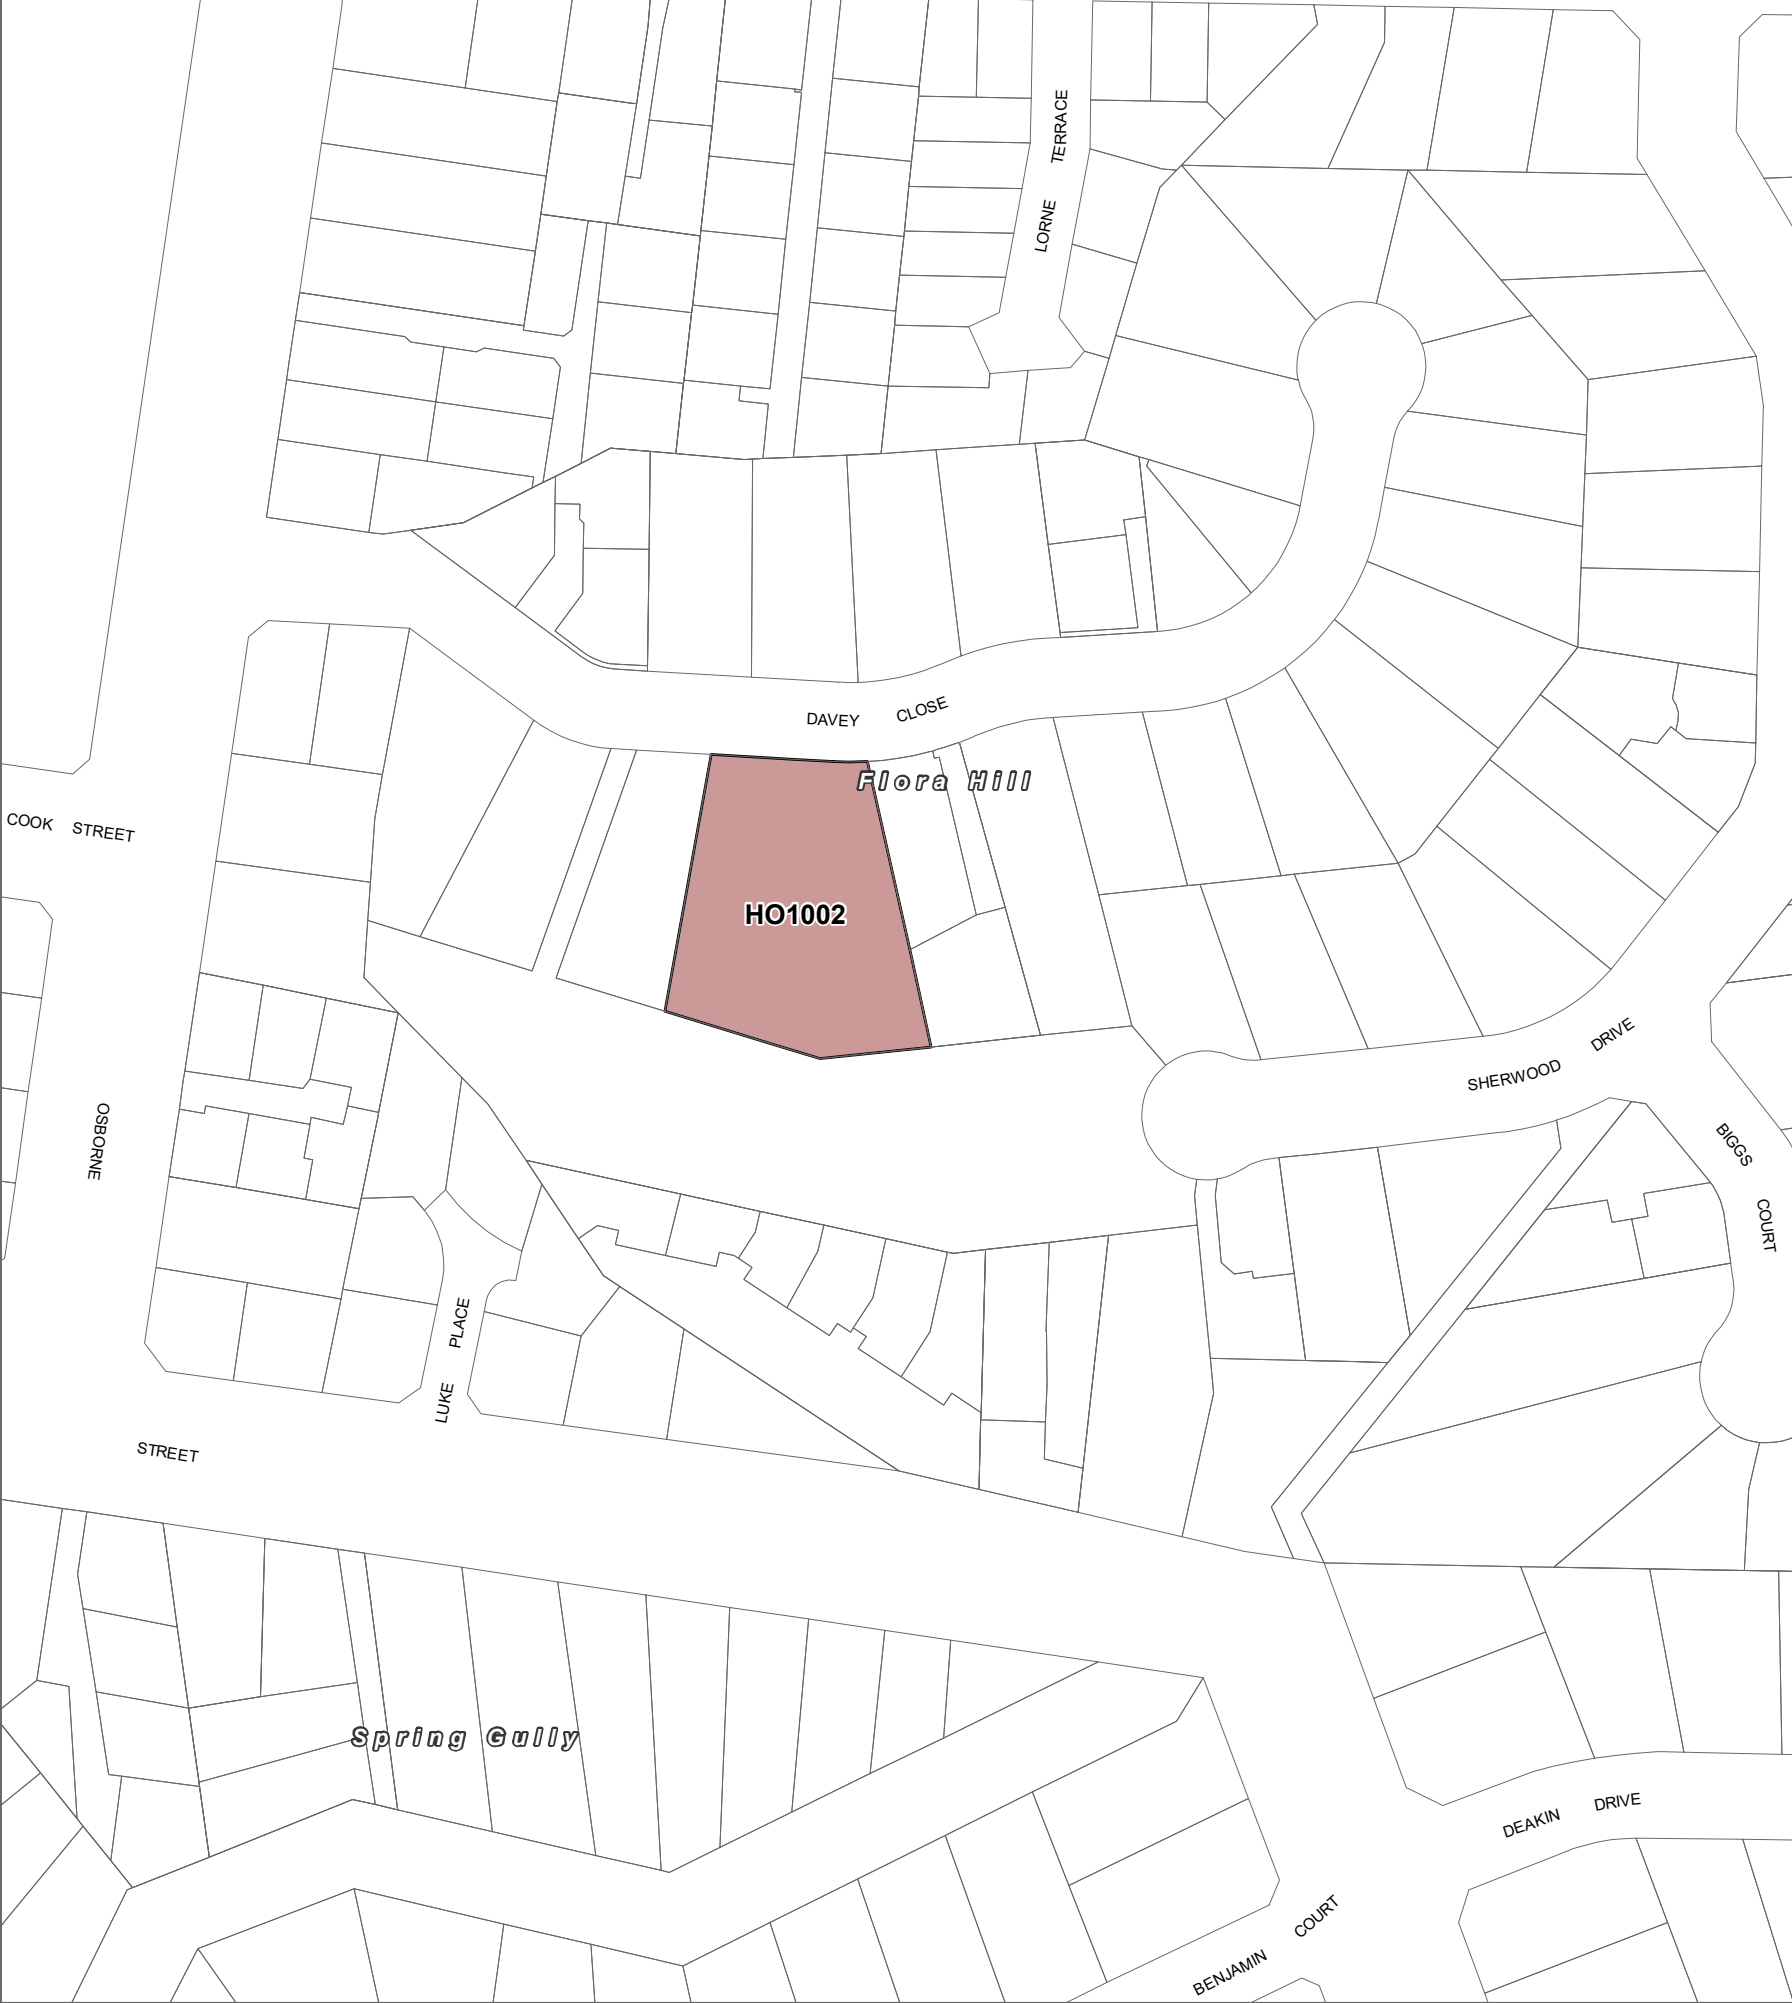 LORNE TERRACE
DAVEY CLOSE
Flora Hill
COOK STREET
HO1002
SHERWOOD DRIVE
OSBORNE
STREET
BIGGS COURT
LUKE PLACE
Spring Gully
DEAKIN DRIVE
BENJAMIN COURT